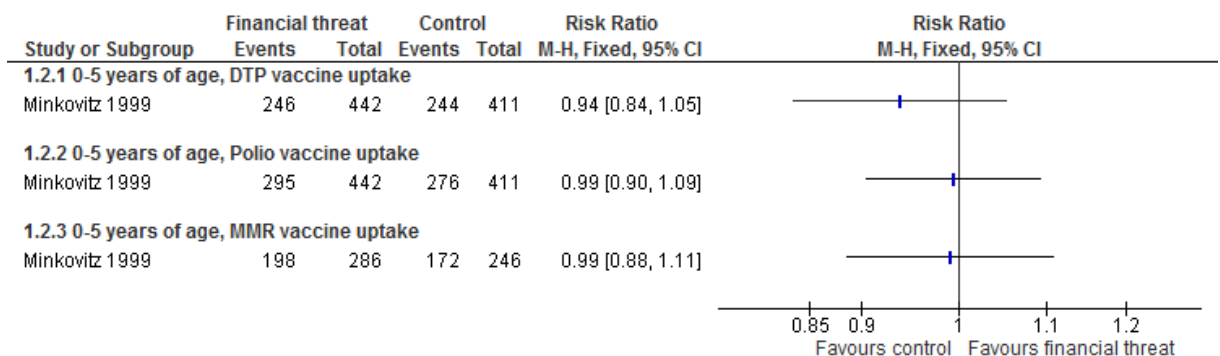 Financial threat Control Risk Ratio Risk Ratio
Study or Subgroup Events Total Events Total M-H, Fixed, 95% CI M-H, Fixed, 95% CI
1.2.1 0-5 years of age, DTP vaccine uptake
Minkovitz 1999 246 442 244 411 0.94 [0.84, 1.05]
1.2.2 0-5 years of age, Polio vaccine uptake
Minkovitz 1999 295 442 276 411 0.99 [0.90, 1.09]
1.2.3 0-5 years of age, MMR vaccine uptake
Minkovitz 1999 198 286 172 246 0.99 [0.88, 1.11]
0.85 0.9 1 1.1 1.2
Favours control Favours financial threat